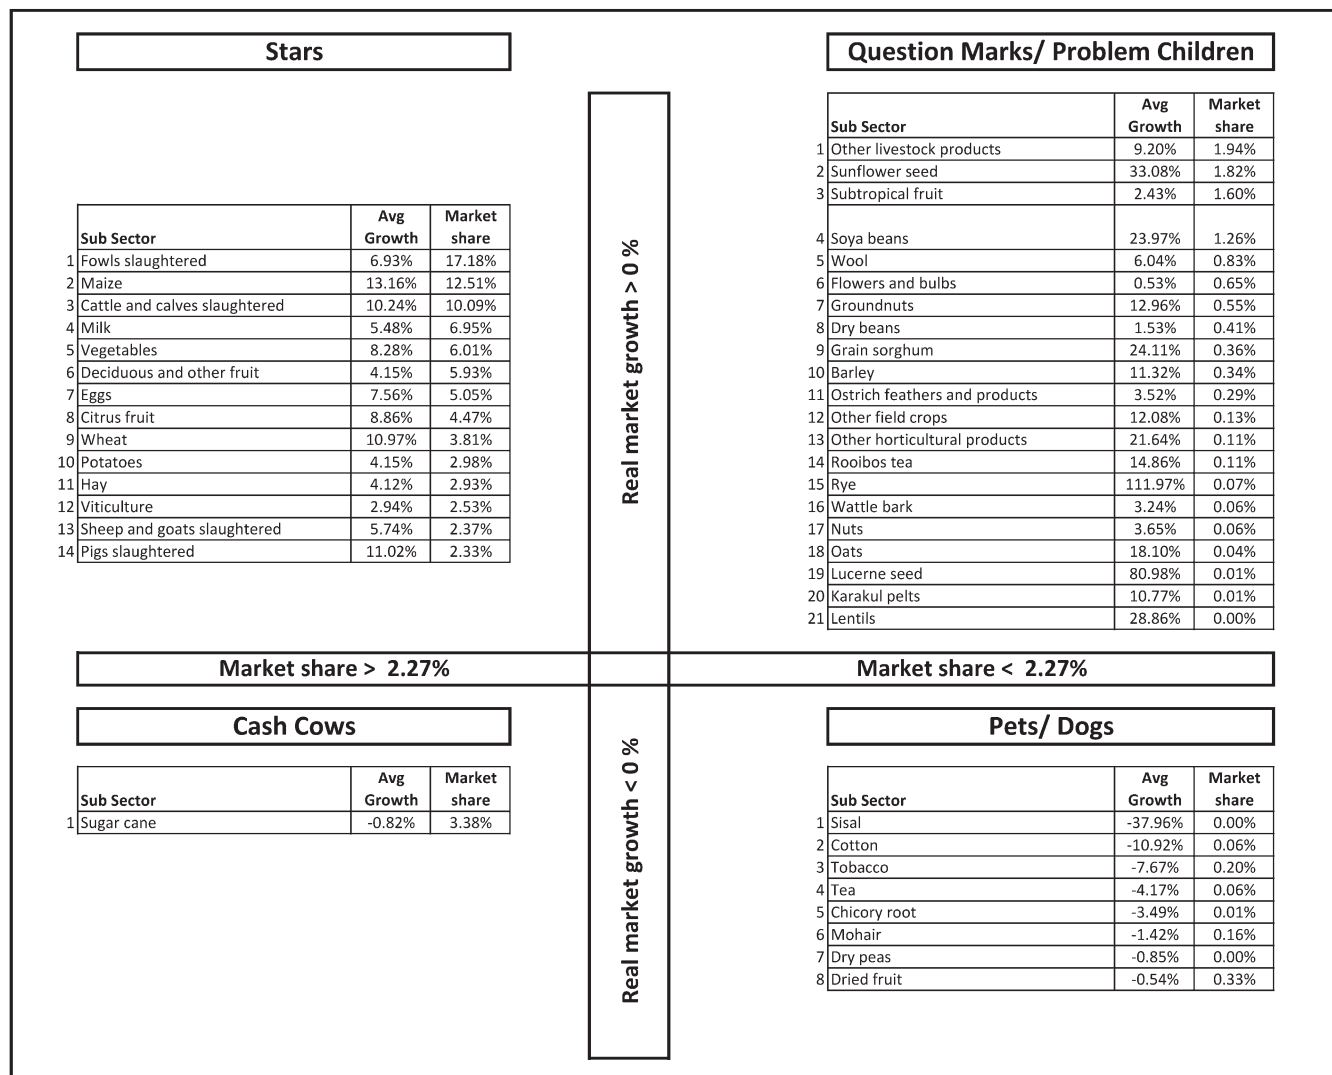 Stars
Avg Market
Sub Sector Growth share
1 Fowls slaughtered 6.93% 17.18%
2 Maize 13.16% 12.51%
3 Cattle and calves slaughtered 10.24% 10.09%
4 Milk 5.48% 6.95%
5 Vegetables 8.28% 6.01%
6 Deciduous and other fruit 4.15% 5.93%
7 Eggs 7.56% 5.05%
8 Citrus fruit 8.86% 4.47%
9 Wheat 10.97% 3.81%
10 Potatoes 4.15% 2.98%
11 Hay 4.12% 2.93%
12 Viticulture 2.94% 2.53%
13 Sheep and goats slaughtered 5.74% 2.37%
14 Pigs slaughtered 11.02% 2.33%
Real market growth > 0 %
Question Marks/ Problem Children
Avg Market
Sub Sector Growth share
1 Other livestock products 9.20% 1.94%
2 Sunflower seed 33.08% 1.82%
3 Subtropical fruit 2.43% 1.60%
4 Soya beans 23.97% 1.26%
5 Wool 6.04% 0.83%
6 Flowers and bulbs 0.53% 0.65%
7 Groundnuts 12.96% 0.55%
8 Dry beans 1.53% 0.41%
9 Grain sorghum 24.11% 0.36%
10 Barley 11.32% 0.34%
11 Ostrich feathers and products 3.52% 0.29%
12 Other field crops 12.08% 0.13%
13 Other horticultural products 21.64% 0.11%
14 Rooibos tea 14.86% 0.11%
15 Rye 111.97% 0.07%
16 Wattle bark 3.24% 0.06%
17 Nuts 3.65% 0.06%
18 Oats 18.10% 0.04%
19 Lucerne seed 80.98% 0.01%
20 Karakul pelts 10.77% 0.01%
21 Lentils 28.86% 0.00%
Market share > 2.27%
Market share < 2.27%
Cash Cows
Avg Market
Sub Sector Growth share
1 Sugar cane -0.82% 3.38%
Real market growth < 0 %
Pets/ Dogs
Avg Market
Sub Sector Growth share
1 Sisal -37.96% 0.00%
2 Cotton -10.92% 0.06%
3 Tobacco -7.67% 0.20%
4 Tea -4.17% 0.06%
5 Chicory root -3.49% 0.01%
6 Mohair -1.42% 0.16%
7 Dry peas -0.85% 0.00%
8 Dried fruit -0.54% 0.33%